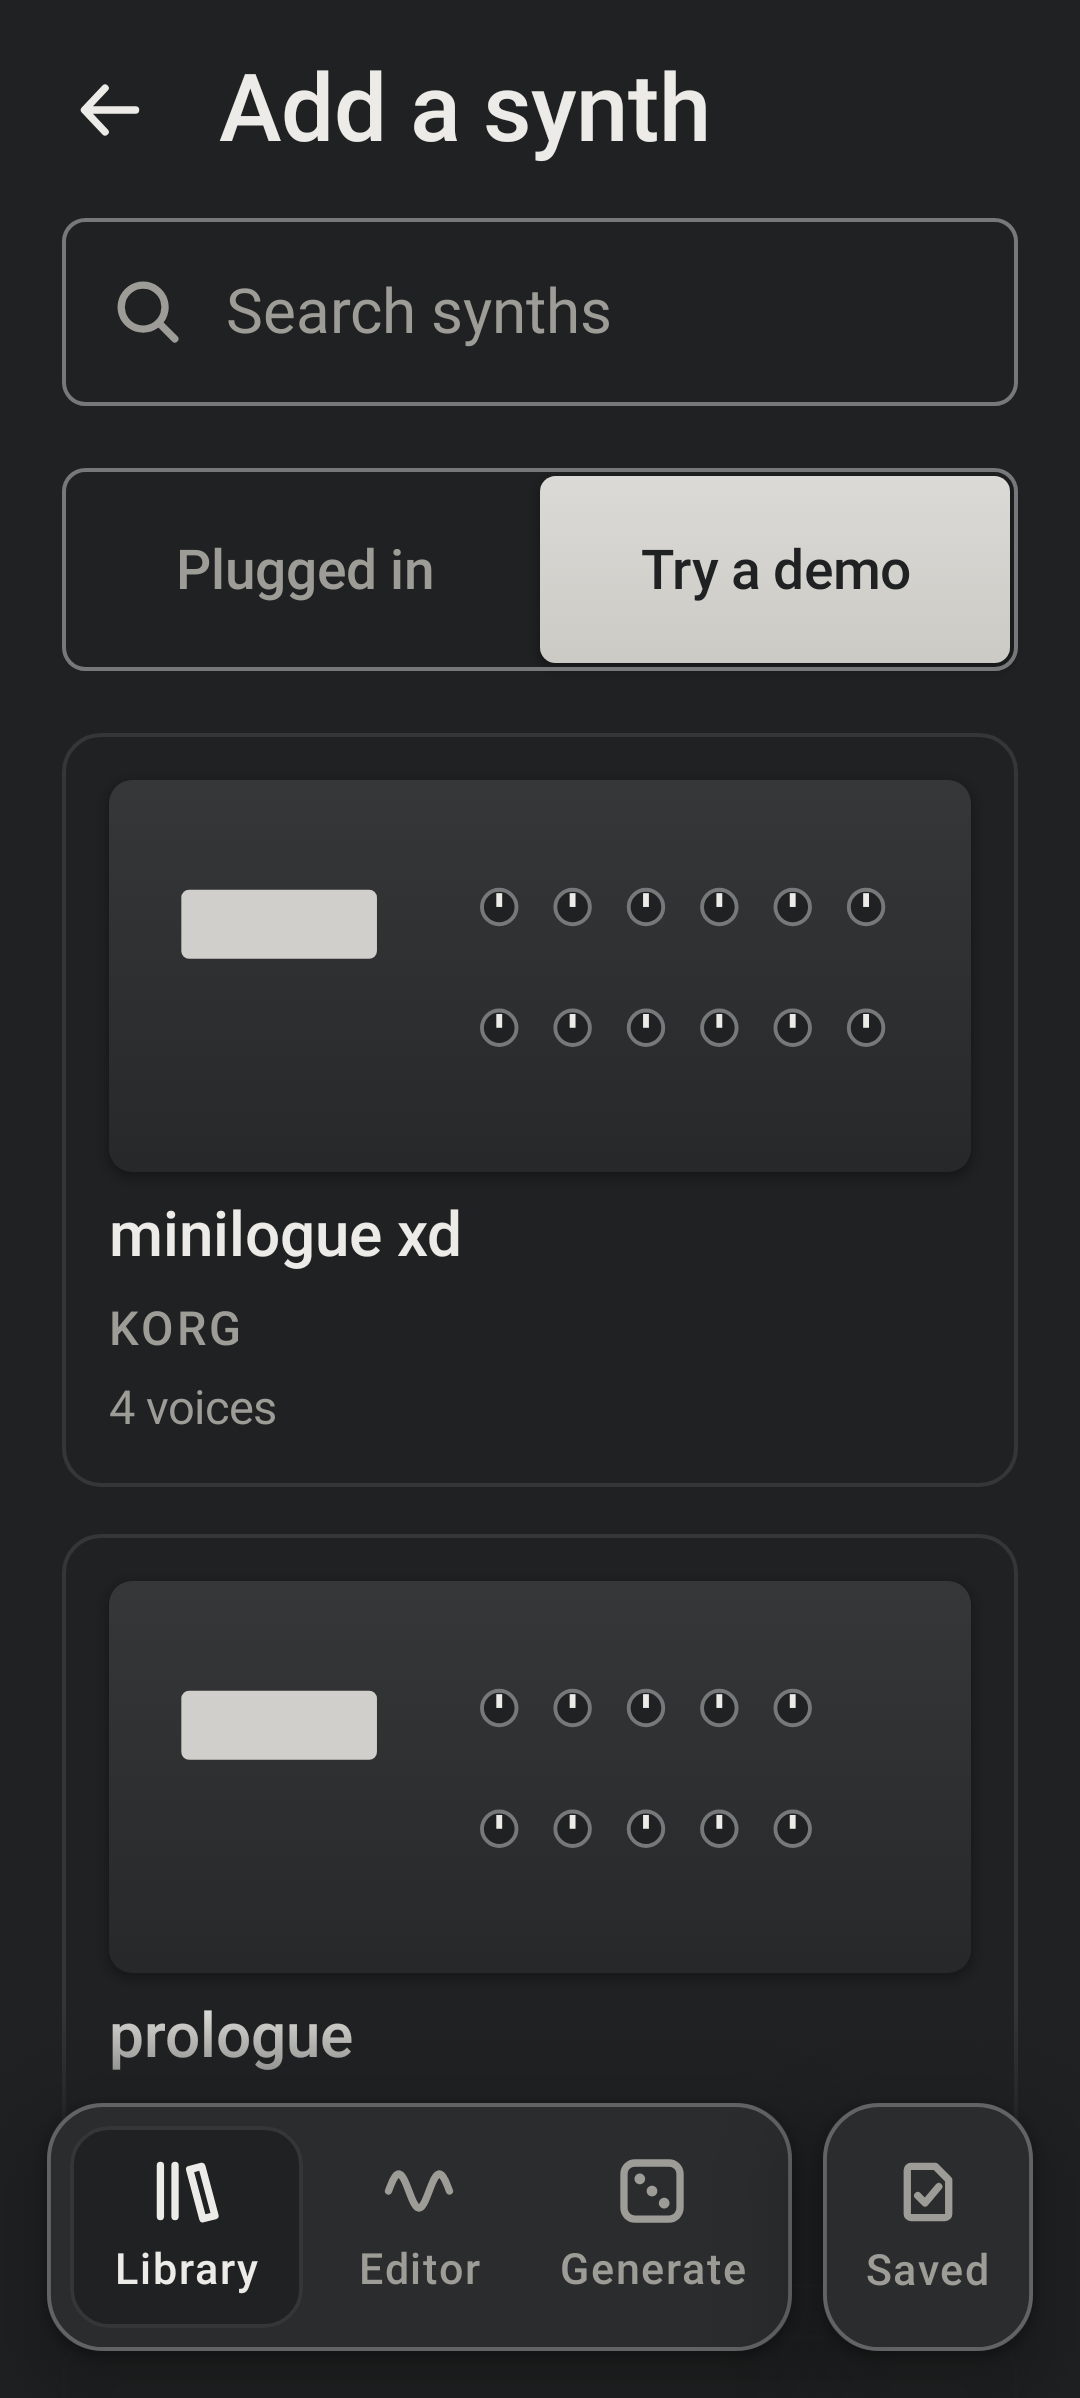 Add a synth
Search synths
Plugged in
Try a demo
minilogue xd
KORG
4 voices
prologue
Library
Editor
Generate
Saved